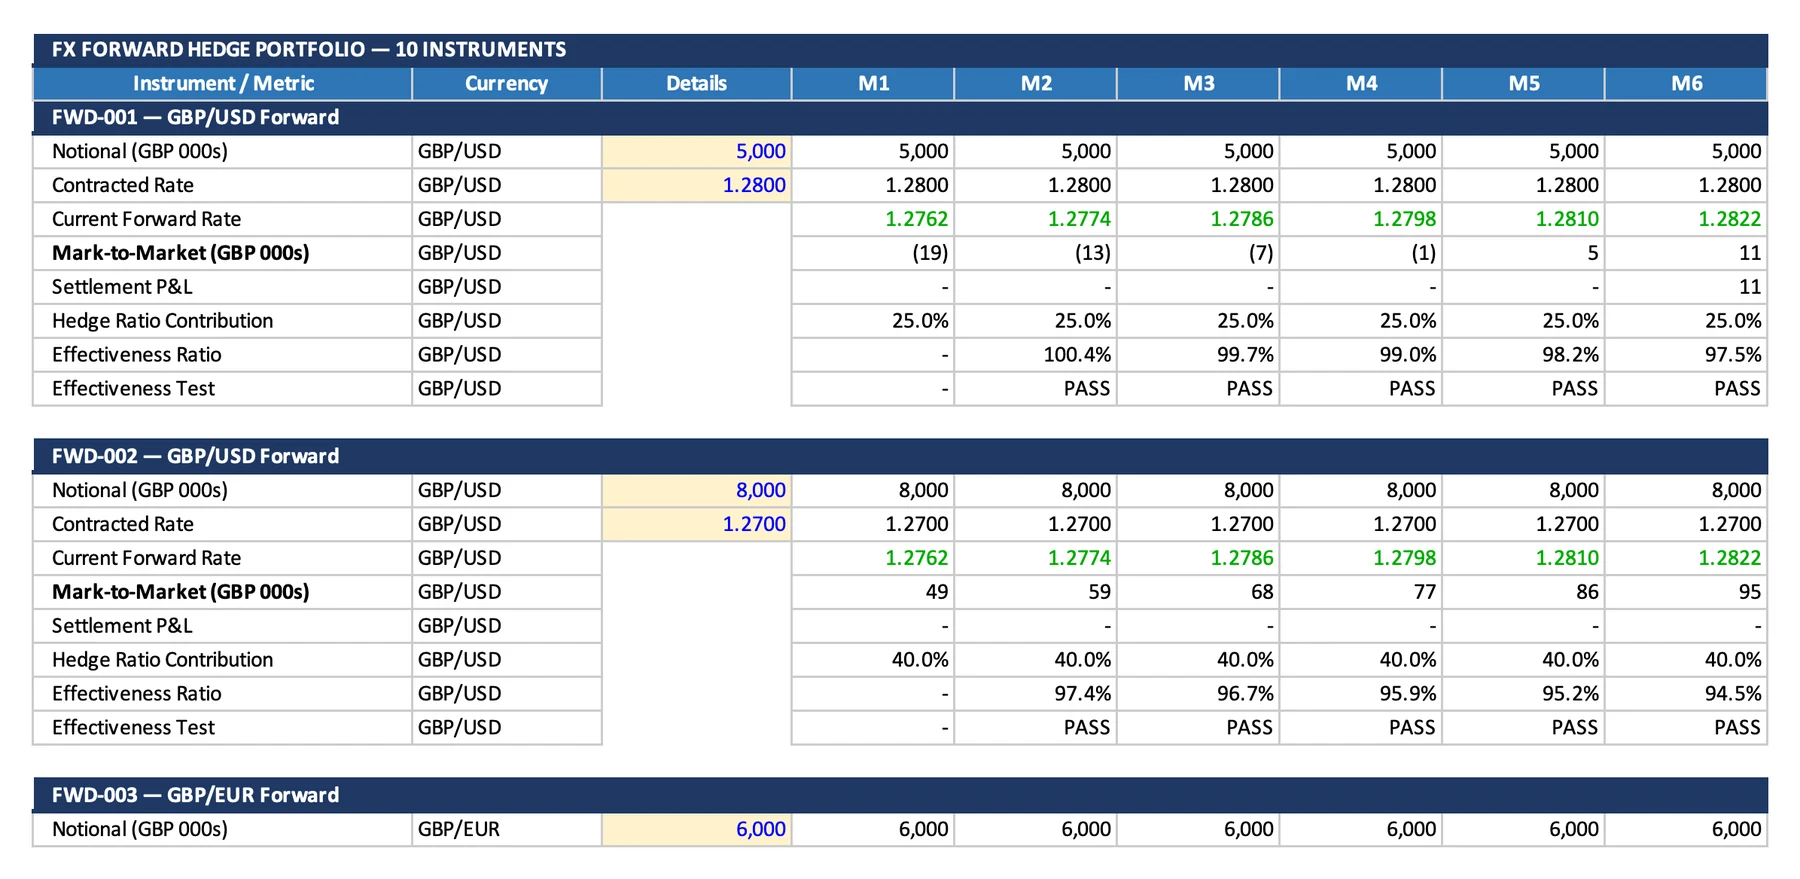 FX FORWARD HEDGE PORTFOLIO — 10 INSTRUMENTS
Instrument / Metric Currency Details M1 M2 M3 M4 M5 M6
FWD-001 — GBP/USD Forward
Notional (GBP 000s) GBP/USD 5,000 5,000 5,000 5,000 5,000 5,000 5,000
Contracted Rate GBP/USD 1.2800 1.2800 1.2800 1.2800 1.2800 1.2800 1.2800
Current Forward Rate GBP/USD 1.2762 1.2774 1.2786 1.2798 1.2810 1.2822
Mark-to-Market (GBP 000s) GBP/USD (19) (13) (7) (1) 5 11
Settlement P&L GBP/USD - - - - - 11
Hedge Ratio Contribution GBP/USD 25.0% 25.0% 25.0% 25.0% 25.0% 25.0%
Effectiveness Ratio GBP/USD - 100.4% 99.7% 99.0% 98.2% 97.5%
Effectiveness Test GBP/USD - PASS PASS PASS PASS PASS
FWD-002 — GBP/USD Forward
Notional (GBP 000s) GBP/USD 8,000 8,000 8,000 8,000 8,000 8,000 8,000
Contracted Rate GBP/USD 1.2700 1.2700 1.2700 1.2700 1.2700 1.2700 1.2700
Current Forward Rate GBP/USD 1.2762 1.2774 1.2786 1.2798 1.2810 1.2822
Mark-to-Market (GBP 000s) GBP/USD 49 59 68 77 86 95
Settlement P&L GBP/USD - - - - - -
Hedge Ratio Contribution GBP/USD 40.0% 40.0% 40.0% 40.0% 40.0% 40.0%
Effectiveness Ratio GBP/USD - 97.4% 96.7% 95.9% 95.2% 94.5%
Effectiveness Test GBP/USD - PASS PASS PASS PASS PASS
FWD-003 — GBP/EUR Forward
Notional (GBP 000s) GBP/EUR 6,000 6,000 6,000 6,000 6,000 6,000 6,000